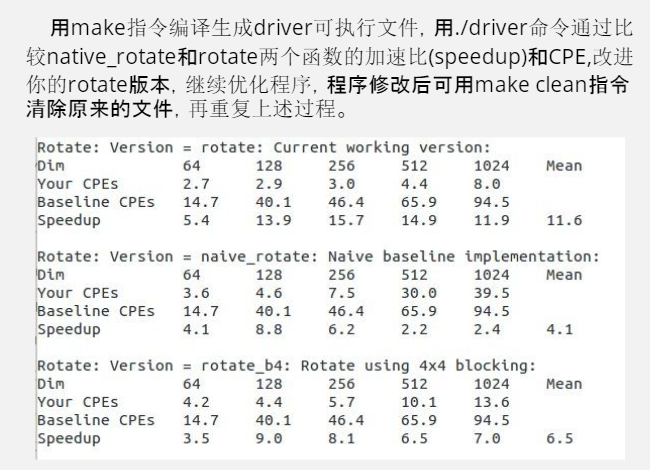 用make指令编译生成driver可执行文件, 用./driver命令通过比
较native_rotate和rotate两个函数的加速比(speedup)和CPE,改进
你的rotate版本, 继续优化程序, 程序修改后可用make clean指令
清除原来的文件, 再重复上述过程。
Rotate: Version = rotate: Current working version:
Dim 64 128 256 512 1024 Mean
Your CPEs 2.7 2.9 3.0 4.4 8.0
Baseline CPEs 14.7 40.1 46.4 65.9 94.5
Speedup 5.4 13.9 15.7 14.9 11.9 11.6
Rotate: Version = naive_rotate: Naive baseline implementation:
Dim 64 128 256 512 1024 Mean
Your CPEs 3.6 4.6 7.5 30.0 39.5
Baseline CPEs 14.7 40.1 46.4 65.9 94.5
Speedup 4.1 8.8 6.2 2.2 2.4 4.1
Rotate: Version = rotate_b4: Rotate using 4x4 blocking:
Dim 64 128 256 512 1024 Mean
Your CPEs 4.2 4.4 5.7 10.1 13.6
Baseline CPEs 14.7 40.1 46.4 65.9 94.5
Speedup 3.5 9.0 8.1 6.5 7.0 6.5